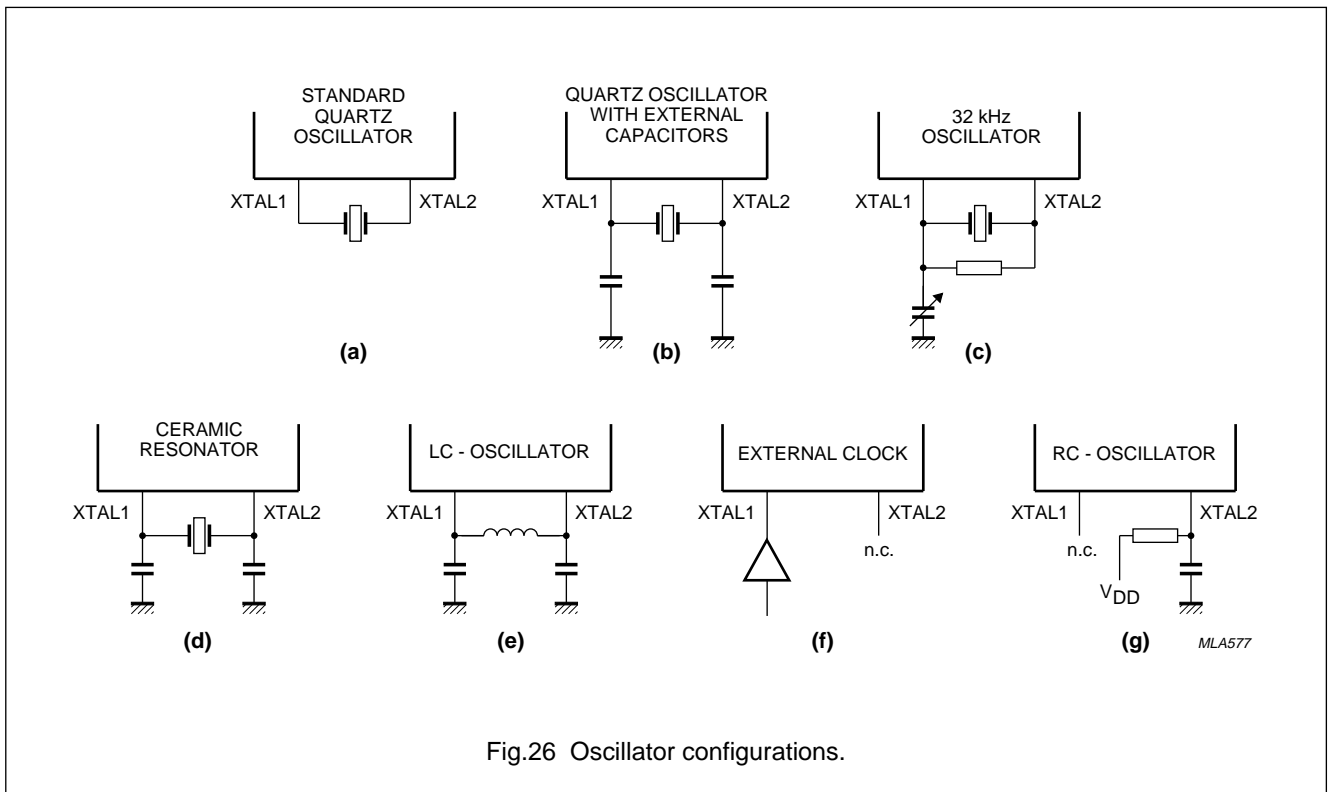 STANDARD
QUARTZ
OSCILLATOR
XTAL1
XTAL2
(a)
QUARTZ OSCILLATOR
WITH EXTERNAL
CAPACITORS
XTAL1
XTAL2
(b)
32 kHz
OSCILLATOR
XTAL1
XTAL2
(c)
CERAMIC
RESONATOR
XTAL1
XTAL2
(d)
LC - OSCILLATOR
XTAL1
XTAL2
(e)
EXTERNAL CLOCK
XTAL1
XTAL2
n.c.
(f)
RC - OSCILLATOR
XTAL1
XTAL2
n.c.
VDD
(g)
MLA577
Fig.26 Oscillator configurations.